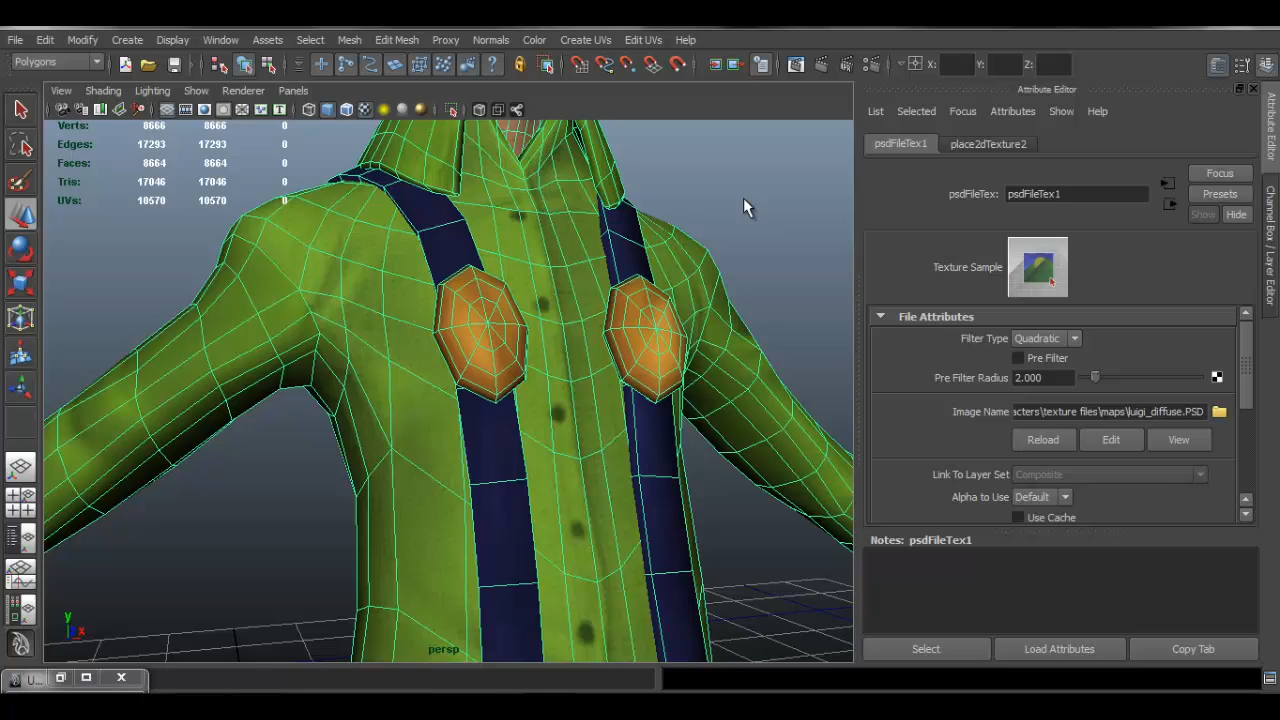 File Edit Modify Create Display Window Assets Select Mesh Edit Mesh Proxy Normals Color Create UVs Edit UVs Help
Polygons X: Y: Z:
Attribute Editor
View Shading Lighting Show Renderer Panels
List Selected Focus Attributes Show Help
Verts: 8666 8666 0
Edges: 17293 17293 0
Faces: 8664 8664 0
Tris: 17046 17046 0
UVs: 10570 10570 0
psdFileTex1 place2dTexture2
Focus
psdFileTex: psdFileTex1 Presets
Show Hide
Texture Sample
File Attributes
Filter Type Quadratic
Pre Filter
Pre Filter Radius 2.000
Image Name acters\texture files\maps\luigi_diffuse.PSD
Reload Edit View
Link To Layer Set Composite
Alpha to Use Default
Use Cache
Notes: psdFileTex1
Select Load Attributes Copy Tab
Attribute Editor
Channel Box / Layer Editor
y
x
persp
U...